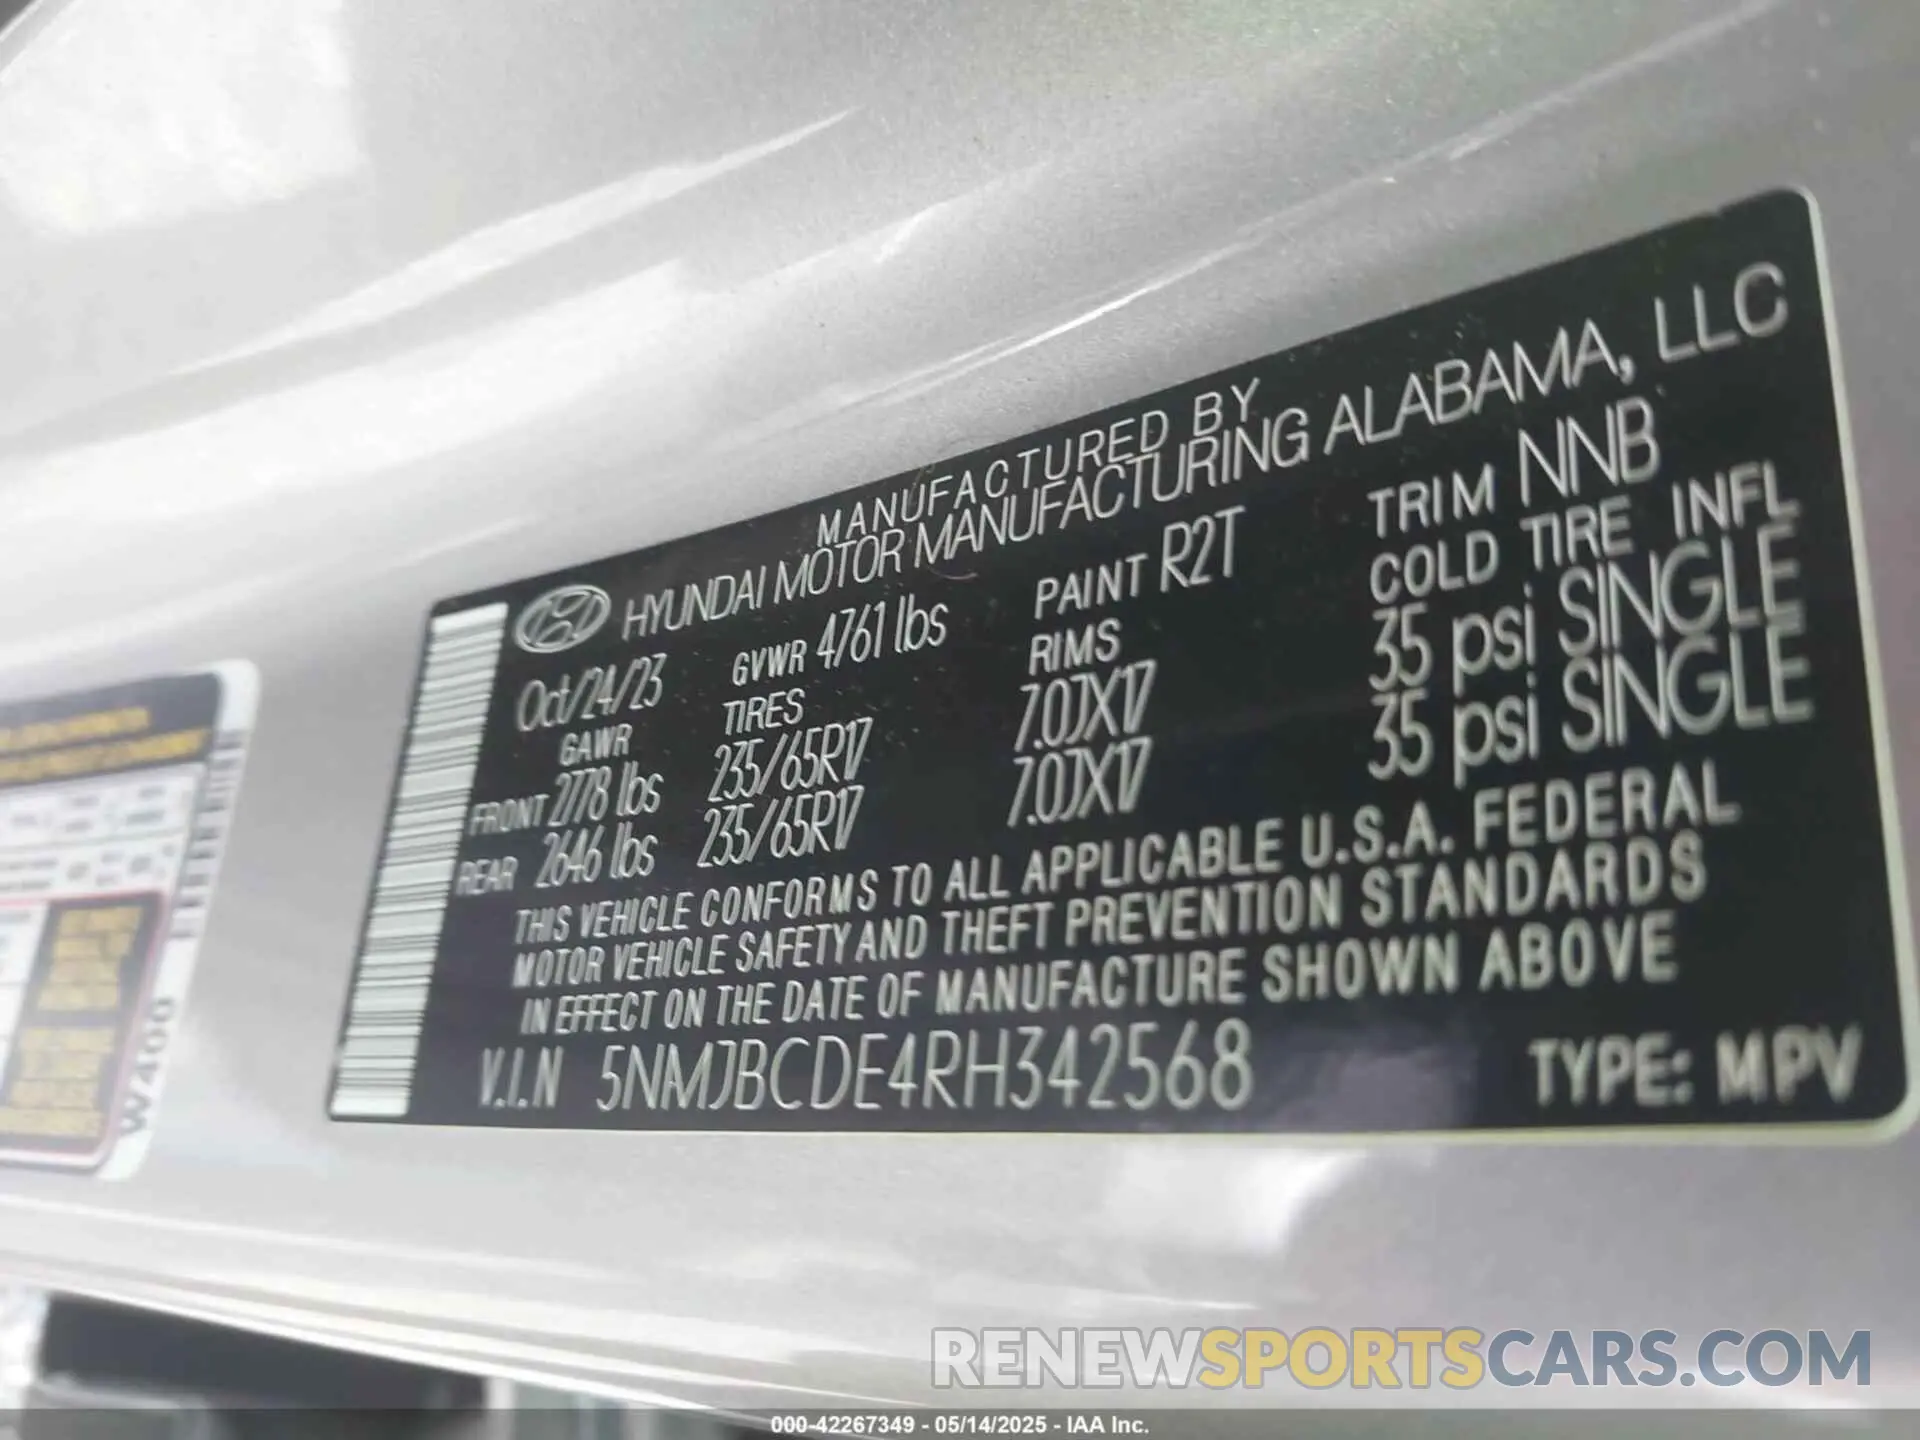 MANUFACTURED BY
HYUNDAI MOTOR MANUFACTURING ALABAMA, LLC
Oct/24/23 GVWR 4761 lbs PAINT R2T TRIM NNB
GAWR TIRES RIMS COLD TIRE INFL
FRONT 2778 lbs 235/65R17 7.0JX17 35 psi SINGLE
REAR 2646 lbs 235/65R17 7.0JX17 35 psi SINGLE
THIS VEHICLE CONFORMS TO ALL APPLICABLE U.S.A. FEDERAL
MOTOR VEHICLE SAFETY AND THEFT PREVENTION STANDARDS
IN EFFECT ON THE DATE OF MANUFACTURE SHOWN ABOVE
V.I.N 5NMJBCDE4RH342568 TYPE: MPV
W400
RENEWSPORTSCARS.COM
000-42267349 - 05/14/2025 - IAA Inc.